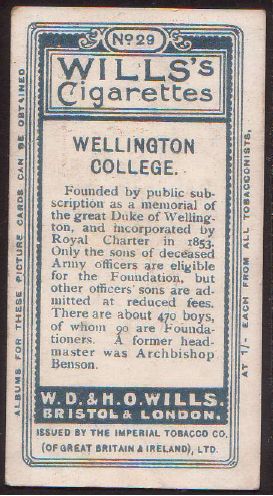 No 29
WILLS's
Cigarettes
WELLINGTON
COLLEGE.
Founded by public sub-
scription as a memorial of
the great Duke of Welling-
ton, and incorporated by
Royal Charter in 1853.
Only the sons of deceased
Army officers are eligible
for the Foundation, but
other officers' sons are ad-
mitted at reduced fees.
There are about 470 boys,
of whom 90 are Founda-
tioners. A former head-
master was Archbishop
Benson.
W. D. & H. O. WILLS.
BRISTOL & LONDON.
ISSUED BY THE IMPERIAL TOBACCO CO.
(OF GREAT BRITAIN & IRELAND), LTD.
ALBUMS FOR THESE PICTURE CARDS CAN BE OBTAINED
AT 1/- EACH FROM ALL TOBACCONISTS.